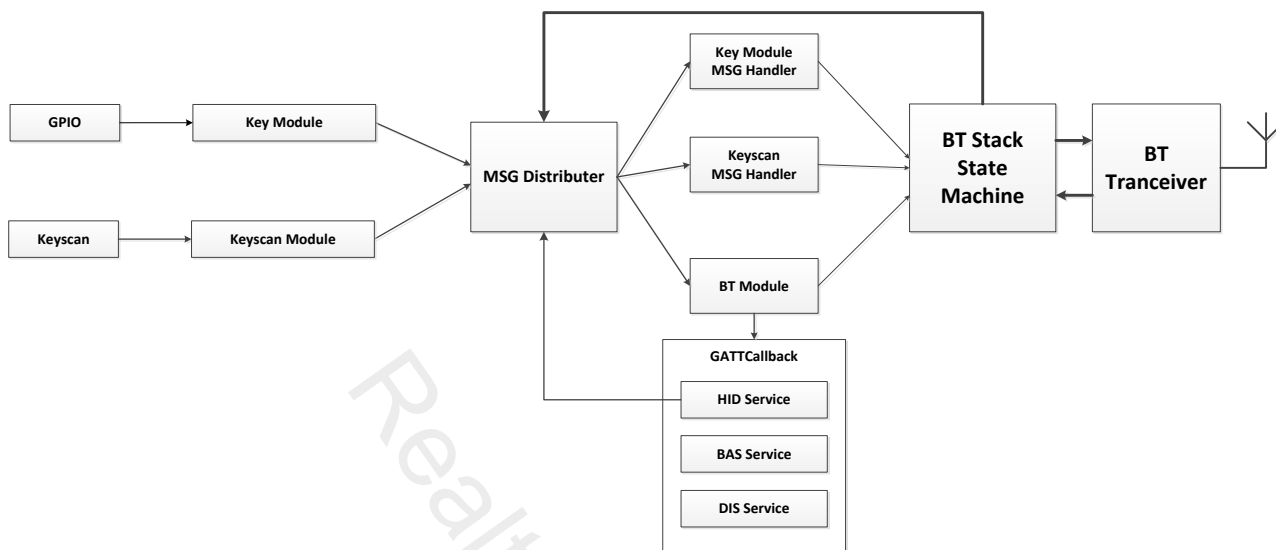 Key Module
MSG Handler
GPIO
Key Module
MSG Distributer
Keyscan
MSG Handler
BT Stack
State
Machine
BT
Tranceiver
Keyscan
Keyscan Module
BT Module
GATTCallback
HID Service
BAS Service
DIS Service